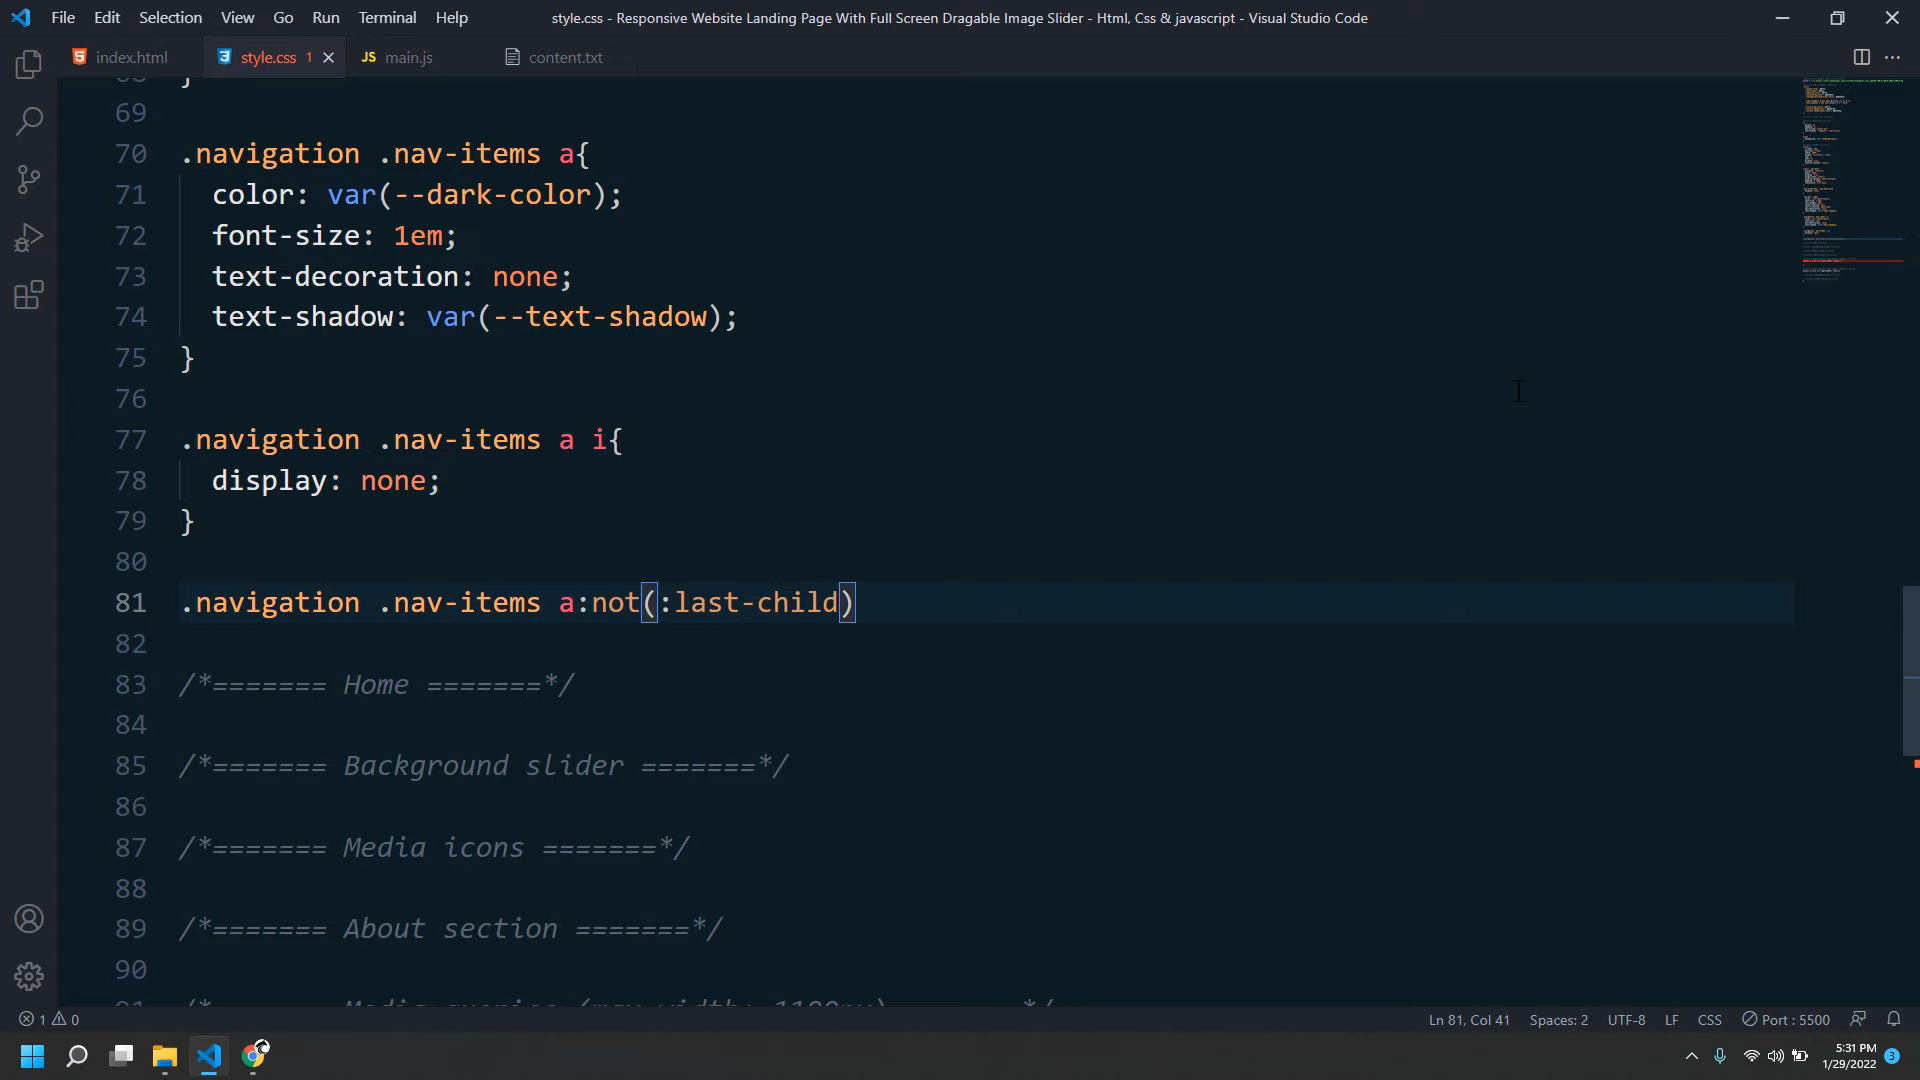 File Edit Selection View Go Run Terminal Help
style.css - Responsive Website Landing Page With Full Screen Dragable Image Slider - Html, Css & javascript - Visual Studio Code
index.html
style.css 1
JS main.js
content.txt
69
70 .navigation .nav-items a{
71 color: var(--dark-color);
72 font-size: 1em;
73 text-decoration: none;
74 text-shadow: var(--text-shadow);
75 }
76
77 .navigation .nav-items a i{
78 display: none;
79 }
80
81 .navigation .nav-items a:not(:last-child)
82
83 /*======= Home =======*/
84
85 /*======= Background slider =======*/
86
87 /*======= Media icons =======*/
88
89 /*======= About section =======*/
90
1 0
Ln 81, Col 41 Spaces: 2 UTF-8 LF CSS Port : 5500
5:31 PM
1/29/2022
3